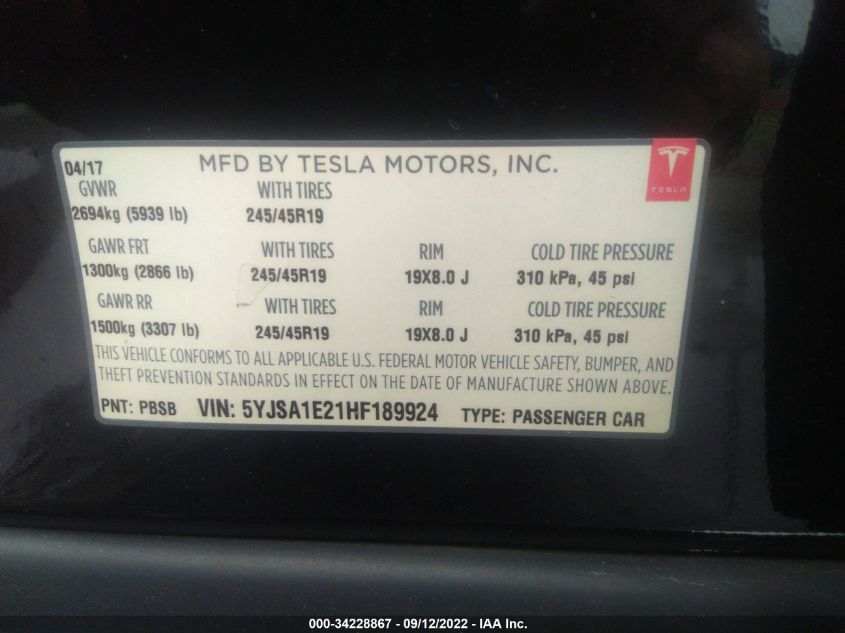 04/17 MFD BY TESLA MOTORS, INC.
TESLA
GVWR WITH TIRES
2694kg (5939 lb) 245/45R19
GAWR FRT WITH TIRES RIM COLD TIRE PRESSURE
1300kg (2866 lb) 245/45R19 19X8.0 J 310 kPa, 45 psi
GAWR RR WITH TIRES RIM COLD TIRE PRESSURE
1500kg (3307 lb) 245/45R19 19X8.0 J 310 kPa, 45 psi
THIS VEHICLE CONFORMS TO ALL APPLICABLE U.S. FEDERAL MOTOR VEHICLE SAFETY, BUMPER, AND
THEFT PREVENTION STANDARDS IN EFFECT ON THE DATE OF MANUFACTURE SHOWN ABOVE.
PNT: PBSB VIN: 5YJSA1E21HF189924 TYPE: PASSENGER CAR
000-34228867 - 09/12/2022 - IAA Inc.